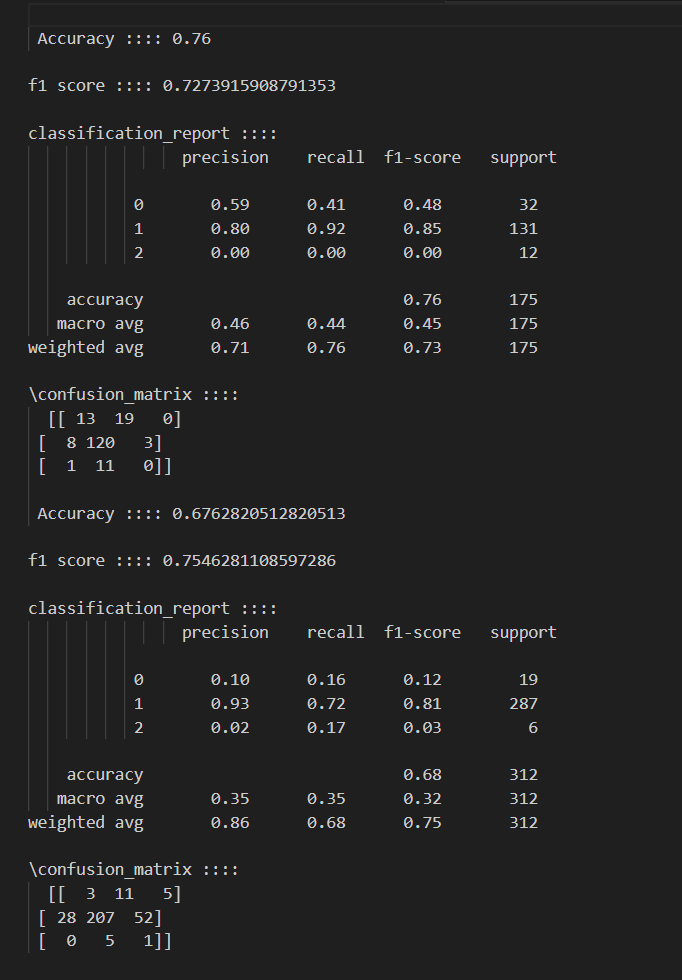 Accuracy :::: 0.76
f1 score :::: 0.7273915908791353
classification_report ::::
precision recall f1-score support
0 0.59 0.41 0.48 32
1 0.80 0.92 0.85 131
2 0.00 0.00 0.00 12
accuracy 0.76 175
macro avg 0.46 0.44 0.45 175
weighted avg 0.71 0.76 0.73 175
\confusion_matrix ::::
[[ 13 19 0]
[ 8 120 3]
[ 1 11 0]]
Accuracy :::: 0.6762820512820513
f1 score :::: 0.7546281108597286
classification_report ::::
precision recall f1-score support
0 0.10 0.16 0.12 19
1 0.93 0.72 0.81 287
2 0.02 0.17 0.03 6
accuracy 0.68 312
macro avg 0.35 0.35 0.32 312
weighted avg 0.86 0.68 0.75 312
\confusion_matrix ::::
[[ 3 11 5]
[ 28 207 52]
[ 0 5 1]]